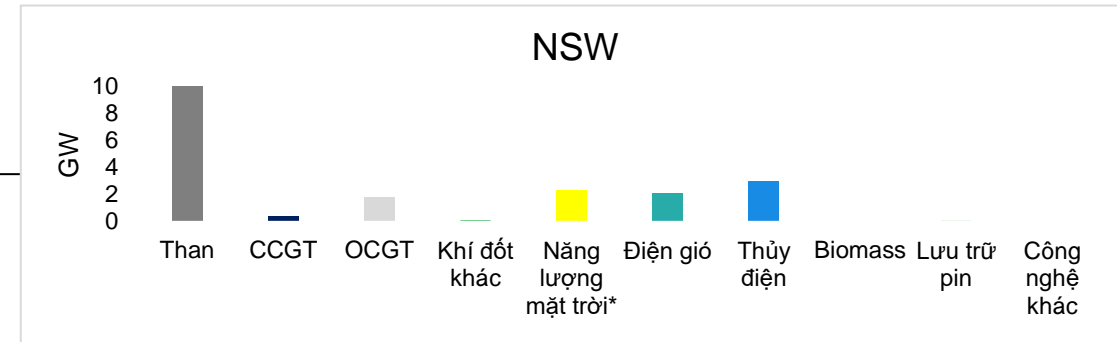 NSW
10
8
6
4
2
0
GW
Than CCGT OCGT Khí đốt khác Năng lượng mặt trời* Điện gió Thủy điện Biomass Lưu trữ pin Công nghệ khác